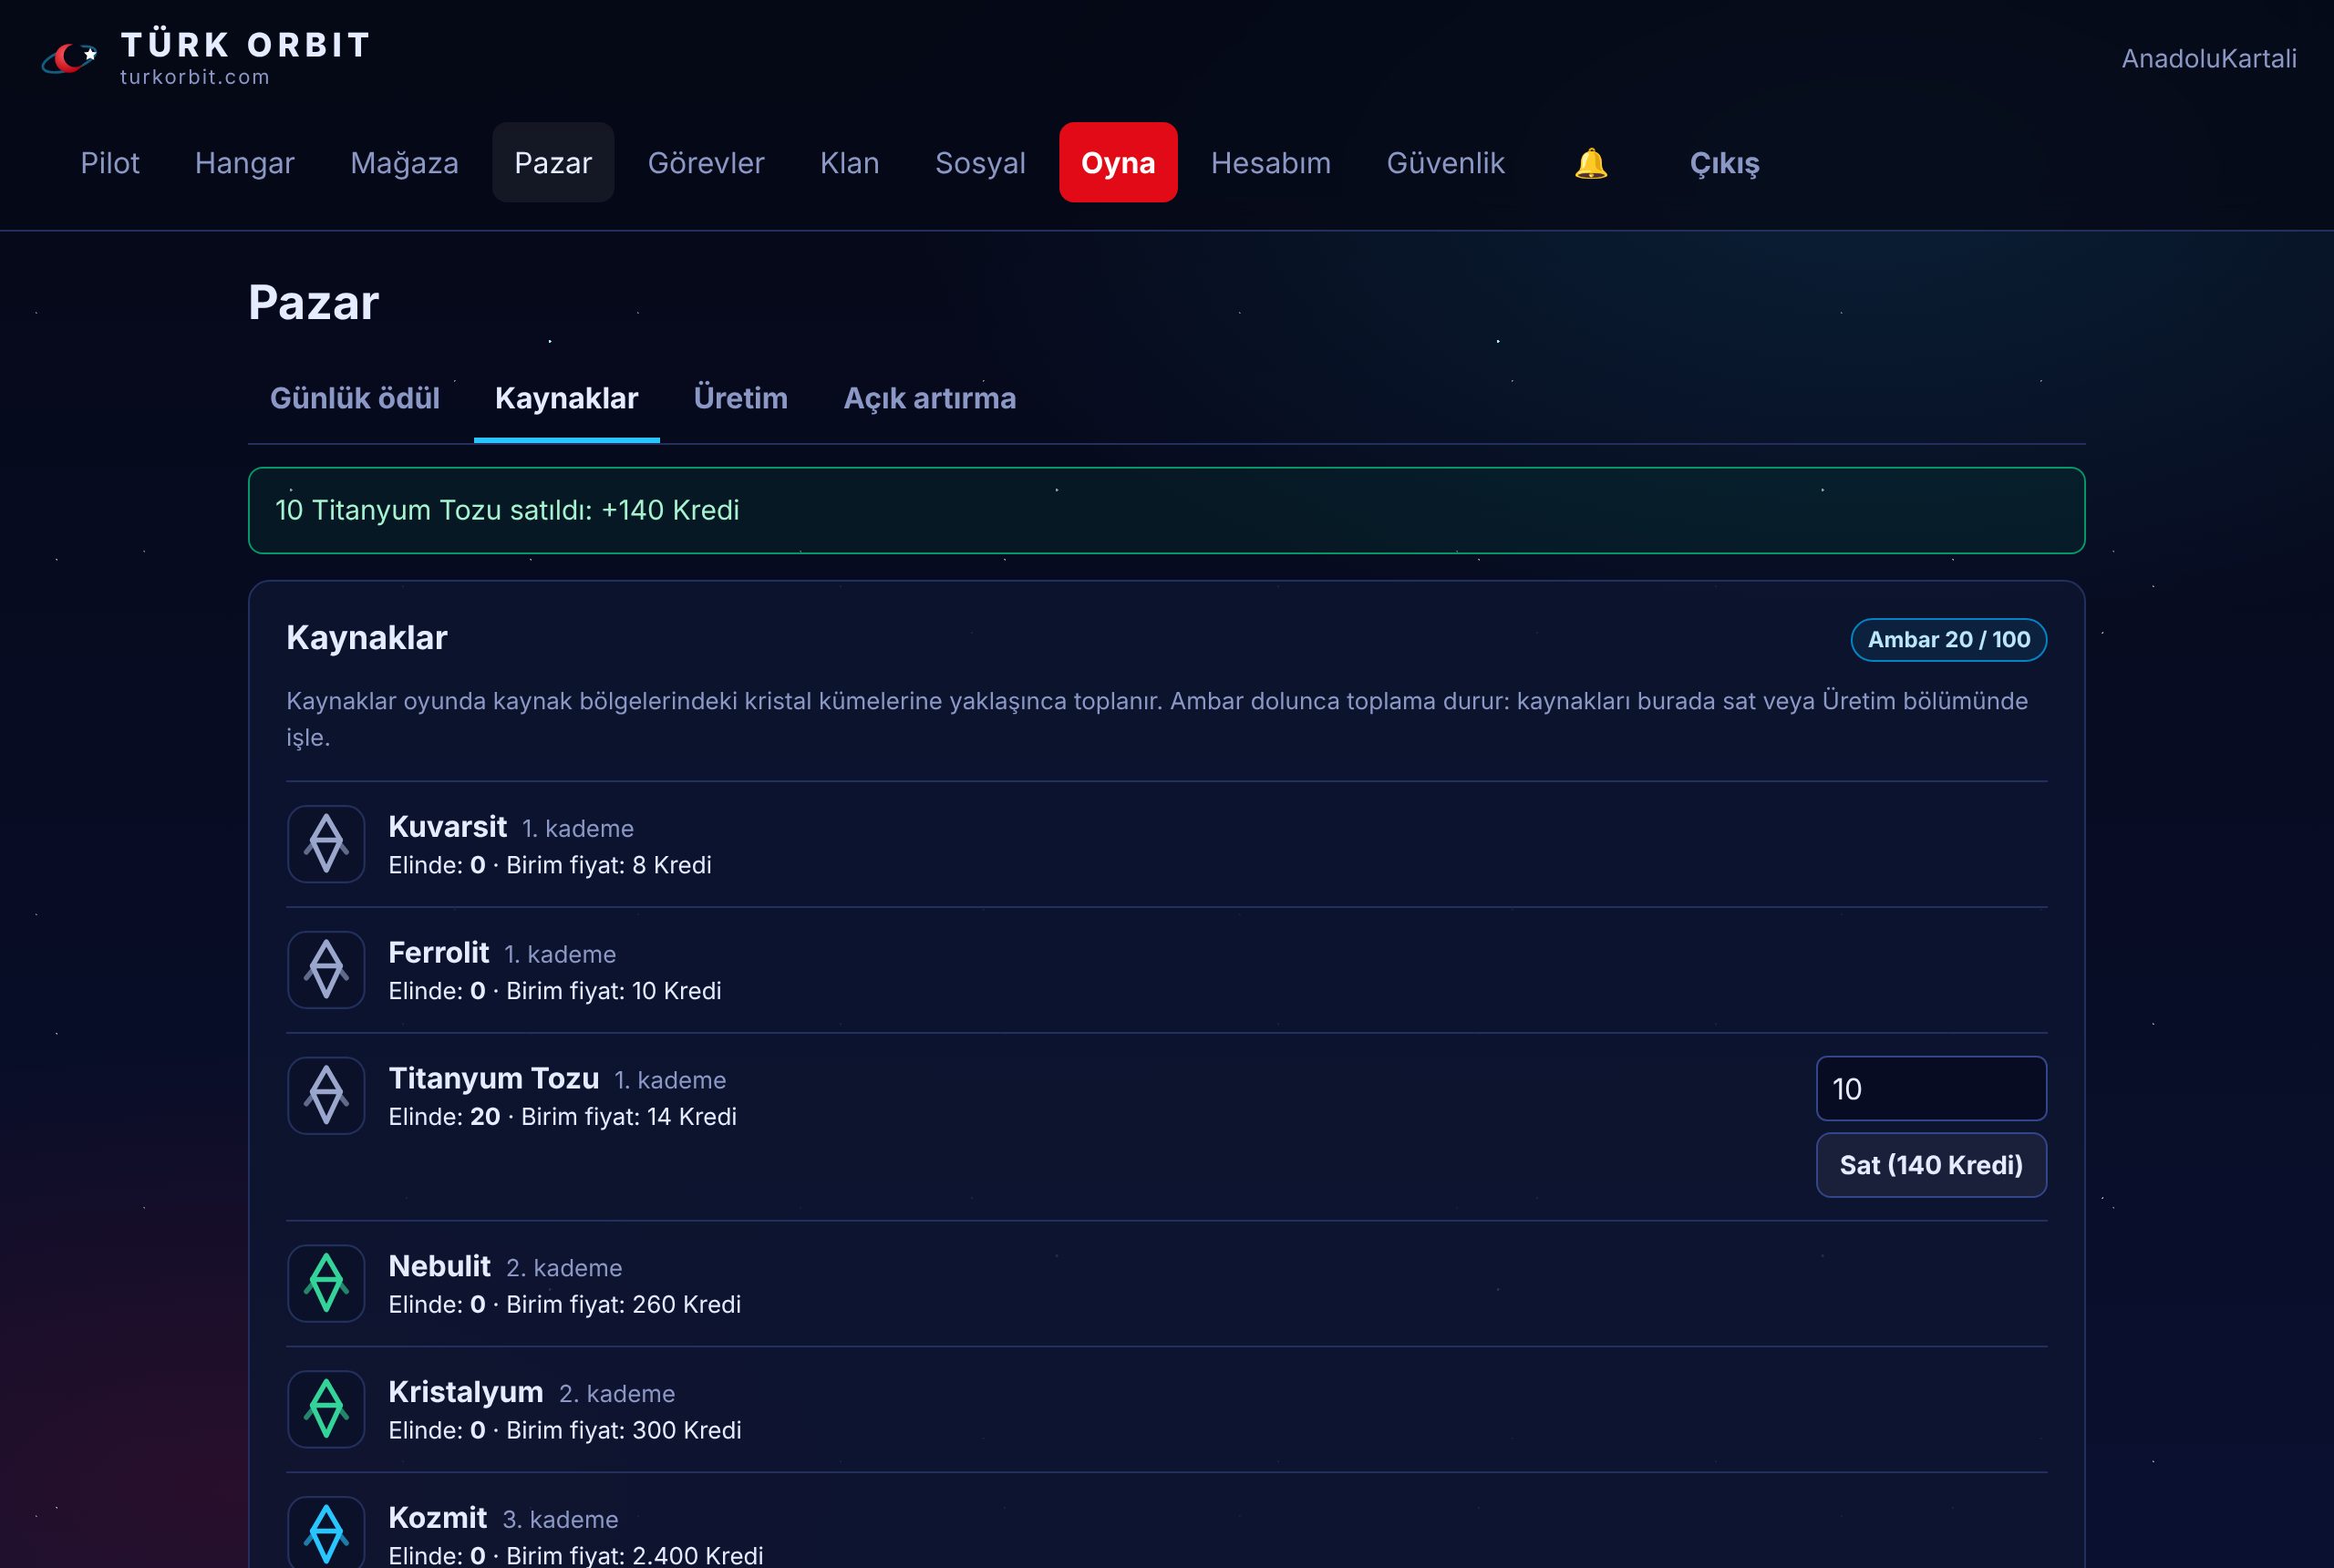 TÜRK ORBIT
turkorbit.com
AnadoluKartali
Pilot Hangar Mağaza Pazar Görevler Klan Sosyal Oyna Hesabım Güvenlik Çıkış
Pazar
Günlük ödül Kaynaklar Üretim Açık artırma
10 Titanyum Tozu satıldı: +140 Kredi
Kaynaklar
Ambar 20 / 100
Kaynaklar oyunda kaynak bölgelerindeki kristal kümelerine yaklaşınca toplanır. Ambar dolunca toplama durur: kaynakları burada sat veya Üretim bölümünde
işle.
Kuvarsit 1. kademe
Elinde: 0 · Birim fiyat: 8 Kredi
Ferrolit 1. kademe
Elinde: 0 · Birim fiyat: 10 Kredi
Titanyum Tozu 1. kademe
Elinde: 20 · Birim fiyat: 14 Kredi
10
Sat (140 Kredi)
Nebulit 2. kademe
Elinde: 0 · Birim fiyat: 260 Kredi
Kristalyum 2. kademe
Elinde: 0 · Birim fiyat: 300 Kredi
Kozmit 3. kademe
Elinde: 0 · Birim fiyat: 2.400 Kredi